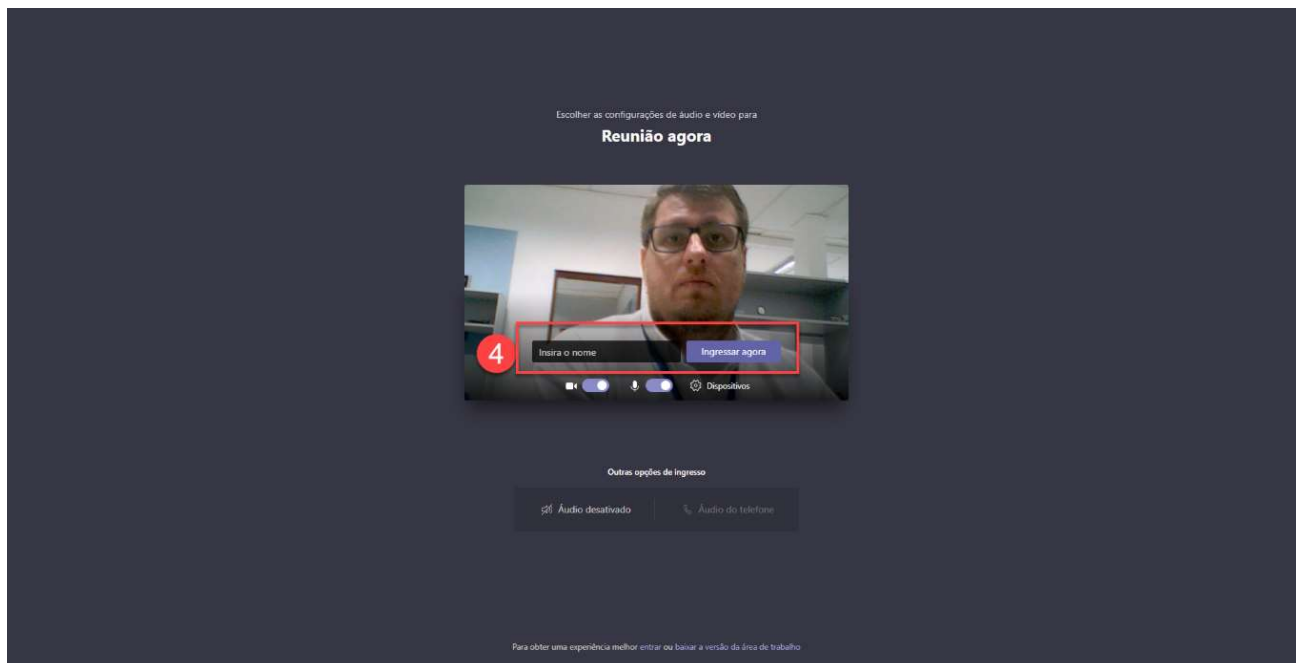 Escolher as configurações de áudio e vídeo para
Reunião agora
4
Insira o nome
Ingressar agora
Dispositivos
Outras opções de ingresso
Áudio desativado
Áudio do telefone
Para obter uma experiência melhor entrar ou baixar a versão da área de trabalho